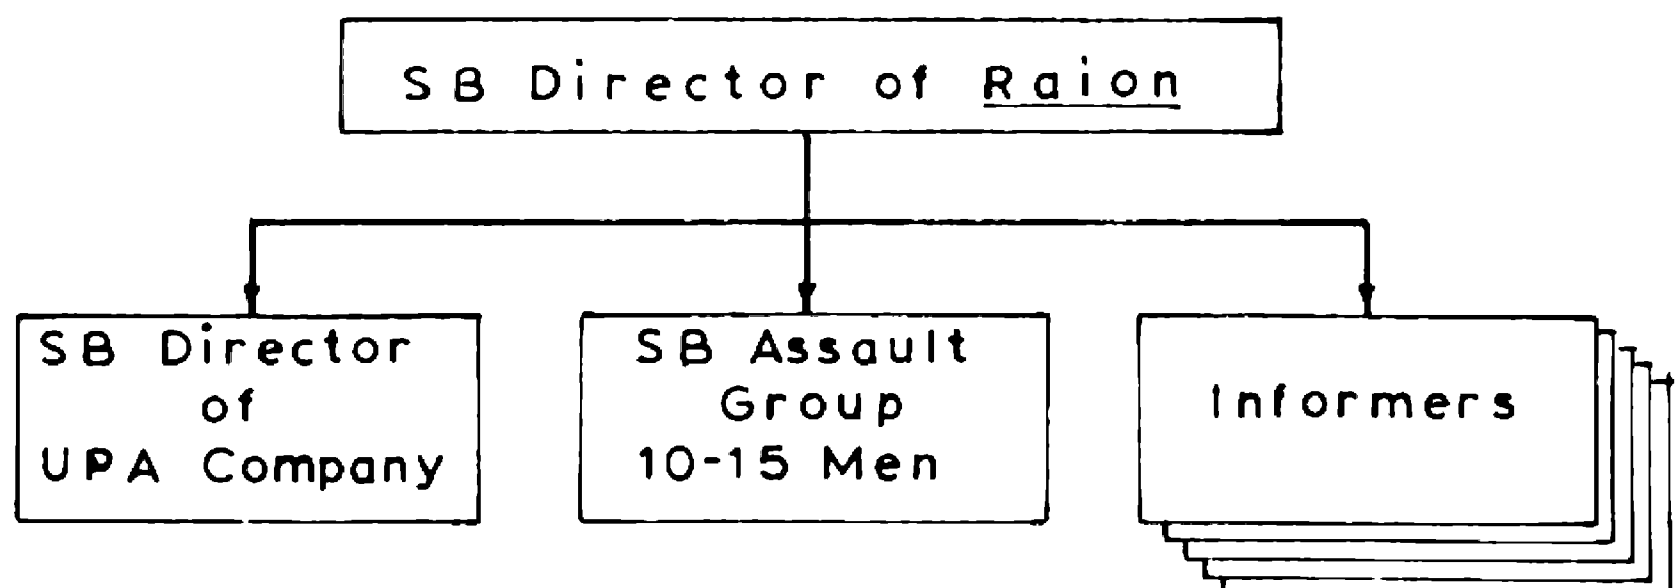 SB Director of Raion
SB Director
of
UPA Company
SB Assault
Group
10-15 Men
Informers